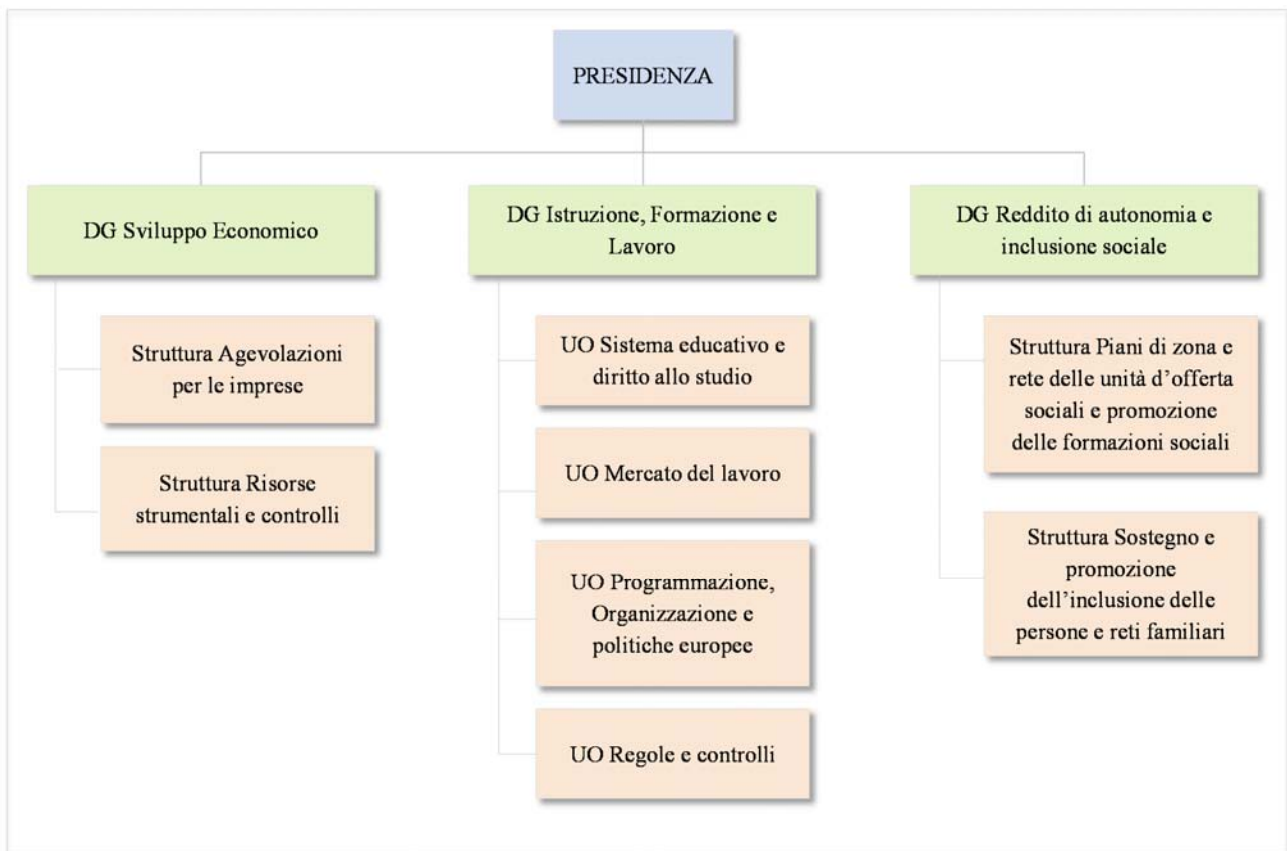 PRESIDENZA
DG Sviluppo Economico
Struttura Agevolazioni
per le imprese
Struttura Risorse
strumentali e controlli
DG Istruzione, Formazione e
Lavoro
UO Sistema educativo e
diritto allo studio
UO Mercato del lavoro
UO Programmazione,
Organizzazione e
politiche europee
UO Regole e controlli
DG Reddito di autonomia e
inclusione sociale
Struttura Piani di zona e
rete delle unità d’offerta
sociali e promozione
delle formazioni sociali
Struttura Sostegno e
promozione
dell’inclusione delle
persone e reti familiari